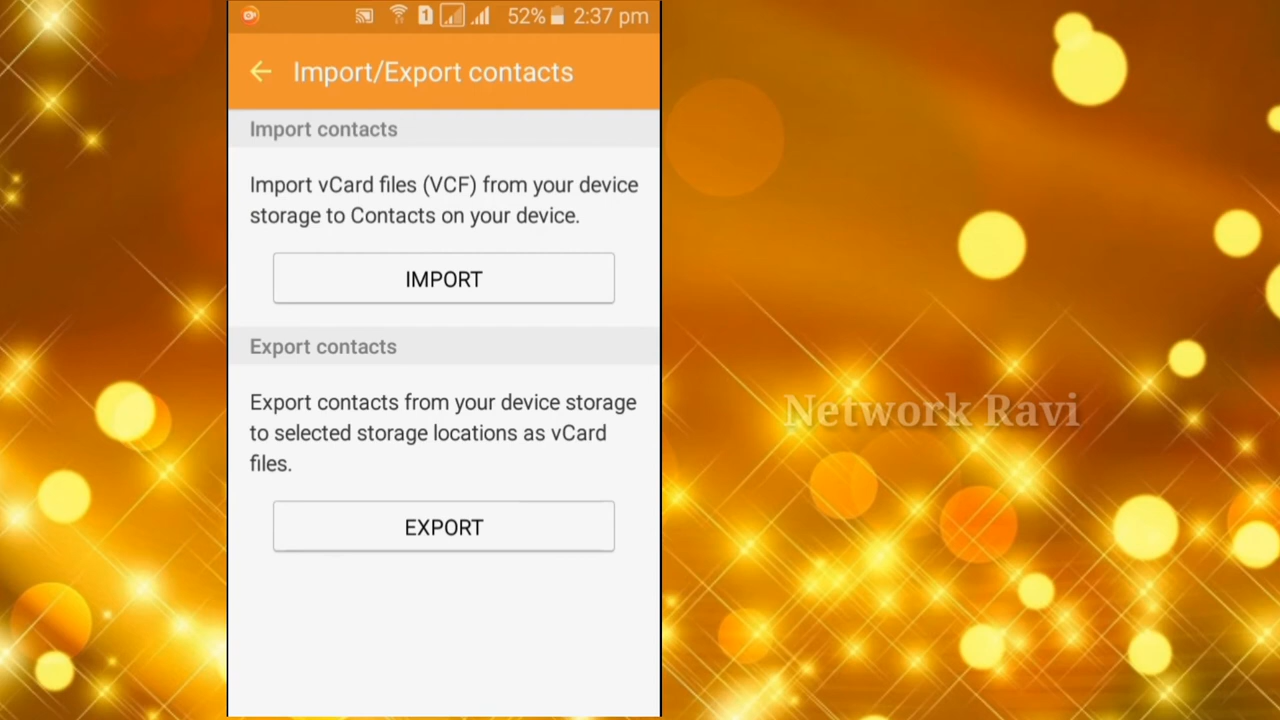 1 52% 2:37 pm
Import/Export contacts
Import contacts
Import vCard files (VCF) from your device
storage to Contacts on your device.
IMPORT
Export contacts
Export contacts from your device storage
to selected storage locations as vCard
files.
EXPORT
Network Ravi